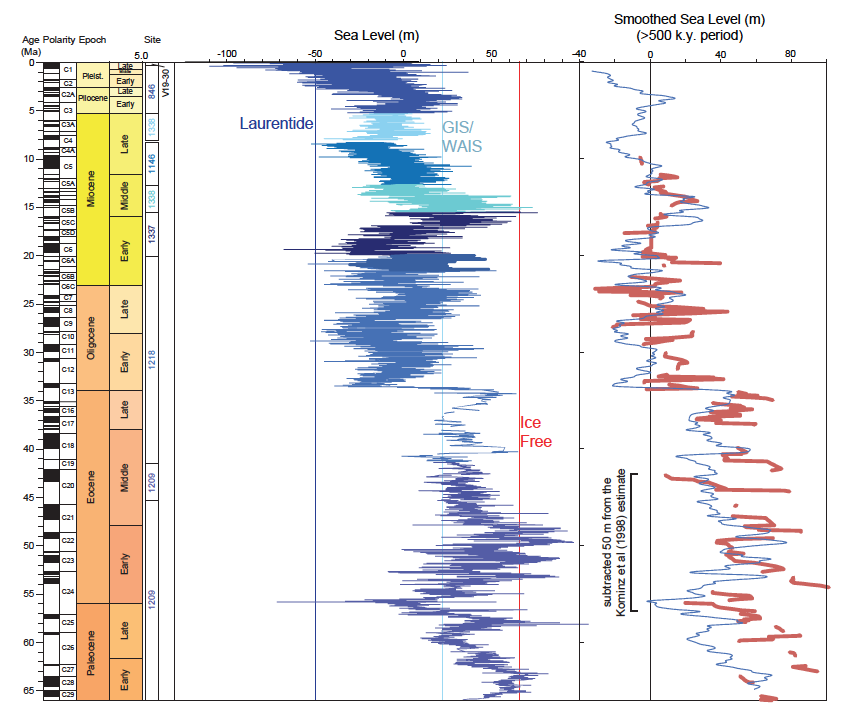 Sea Level (m)
Smoothed Sea Level (m)
(>500 k.y. period)
Age Polarity Epoch
Site
(Ma)
5.0
-100
-50
0
50
-40
0
40
80
0
5
10
15
20
25
30
35
40
45
50
55
60
65
C1
C2
C2A
C3
C3A
C4
C4A
C5
C5A
C5B
C5C
C5D
C6
C6A
C6B
C6C
C7
C8
C9
C10
C11
C12
C13
C16
C17
C18
C19
C20
C21
C22
C23
C24
C25
C26
C27
C28
C29
Pleist.
Pliocene
Miocene
Oligocene
Eocene
Paleocene
Late
Early
Late
Early
Late
Middle
Early
Late
Early
Late
Middle
Early
Late
Early
846
V19-30
1338
1146
1338
1337
1218
1209
1209
Laurentide
GIS/
WAIS
Ice
Free
subtracted 50 m from the
Kominz et al (1998) estimate